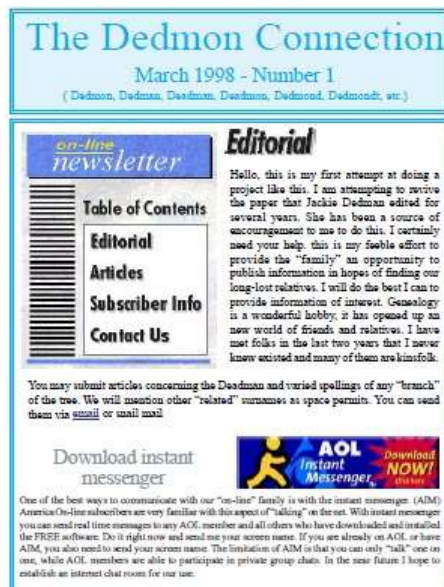 The Dedmon Connection
March 1998 - Number 1
( Dedmon, Dedman, Deadman, Deadmon, Dedmond, Dedmondt, etc.)
on-line
newsletter
Table of Contents
Editorial
Articles
Subscriber Info
Contact Us
Editorial
Hello, this is my first attempt at doing a
project like this. I am attempting to revive
the paper that Jackie Dedman edited for
several years. She has been a source of
encouragement to me to do this. I certainly
need your help. this is my feeble effort to
provide the “family” an opportunity to
publish information in hopes of finding our
long-lost relatives. I will do the best I can to
provide information of interest. Genealogy
is a wonderful hobby, it has opened up an
new world of friends and relatives. I have
met folks in the last two years that I never
knew existed and many of them are kinsfolk.
You may submit articles concerning the Deadman and varied spellings of any “branch”
of the tree. We will mention other “related” surnames as space permits. You can send
them via email or snail mail
Download instant
messenger
AOL
Instant
Messenger
Download
NOW!
One of the best ways to communicate with our “on-line” family is with the instant messenger. (AIM)
America On-line subscribers are very familiar with this aspect of “talking” on the net. With instant messenger
you can send real time messages to any AOL member and all others who have downloaded and installed
the FREE software. Do it right now and send me your screen name. If you are already on AOL or have
AIM, you also need to send your screen name. The limitation of AIM is that you can only “talk” one on
one, while AOL members are able to participate in private group chats. In the near future I hope to
establish an internet chat room for our use.